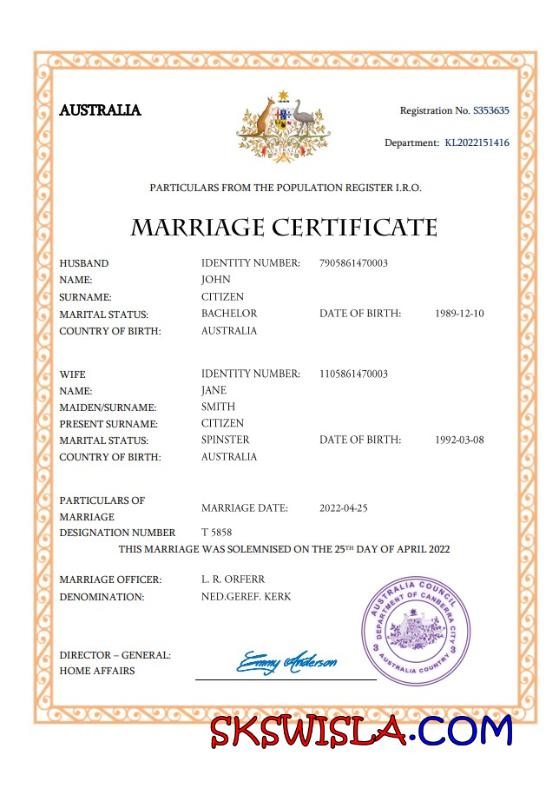 AUSTRALIA
Registration No. S353635
Department: KL2022151416
PARTICULARS FROM THE POPULATION REGISTER I.R.O.
MARRIAGE CERTIFICATE
HUSBAND IDENTITY NUMBER: 7905861470003
NAME: JOHN
SURNAME: CITIZEN
MARITAL STATUS: BACHELOR DATE OF BIRTH: 1989-12-10
COUNTRY OF BIRTH: AUSTRALIA
WIFE IDENTITY NUMBER: 1105861470003
NAME: JANE
MAIDEN/SURNAME: SMITH
PRESENT SURNAME: CITIZEN
MARITAL STATUS: SPINSTER DATE OF BIRTH: 1992-03-08
COUNTRY OF BIRTH: AUSTRALIA
PARTICULARS OF
MARRIAGE MARRIAGE DATE: 2022-04-25
DESIGNATION NUMBER T 5858
THIS MARRIAGE WAS SOLEMNISED ON THE 25TH DAY OF APRIL 2022
MARRIAGE OFFICER: L. R. ORFERR
DENOMINATION: NED.GEREF. KERK
AUSTRALIA COUNCIL
DEPARTMENT OF CANBERRA CITY
3 3
AUSTRALIA COUNTRY
DIRECTOR – GENERAL:
HOME AFFAIRS
Emmy Anderson
SKSWISLA.COM